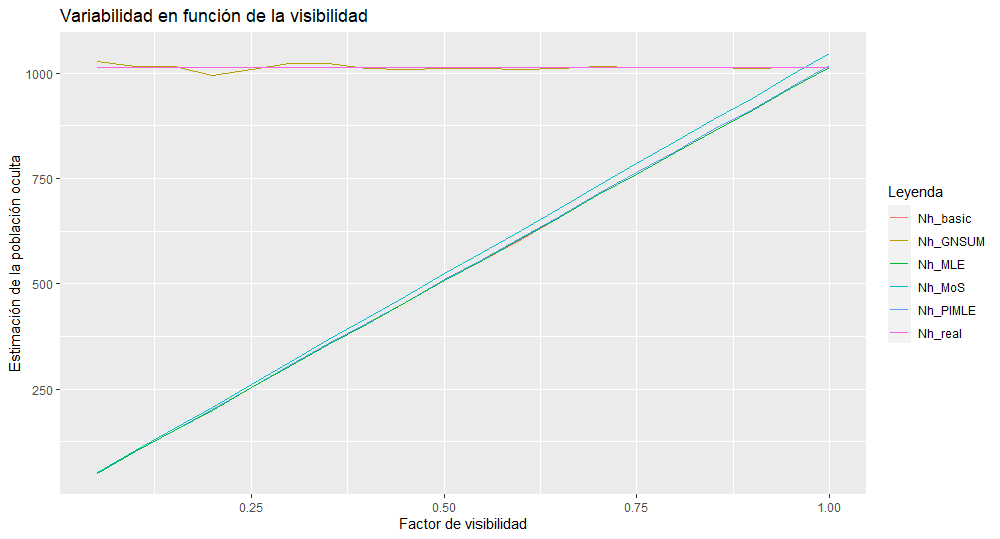 Variabilidad en función de la visibilidad
Estimación de la población oculta
1000
750
500
250
0.25
0.50
0.75
1.00
Factor de visibilidad
Leyenda
Nh_basic
Nh_GNSUM
Nh_MLE
Nh_MoS
Nh_PIMLE
Nh_real